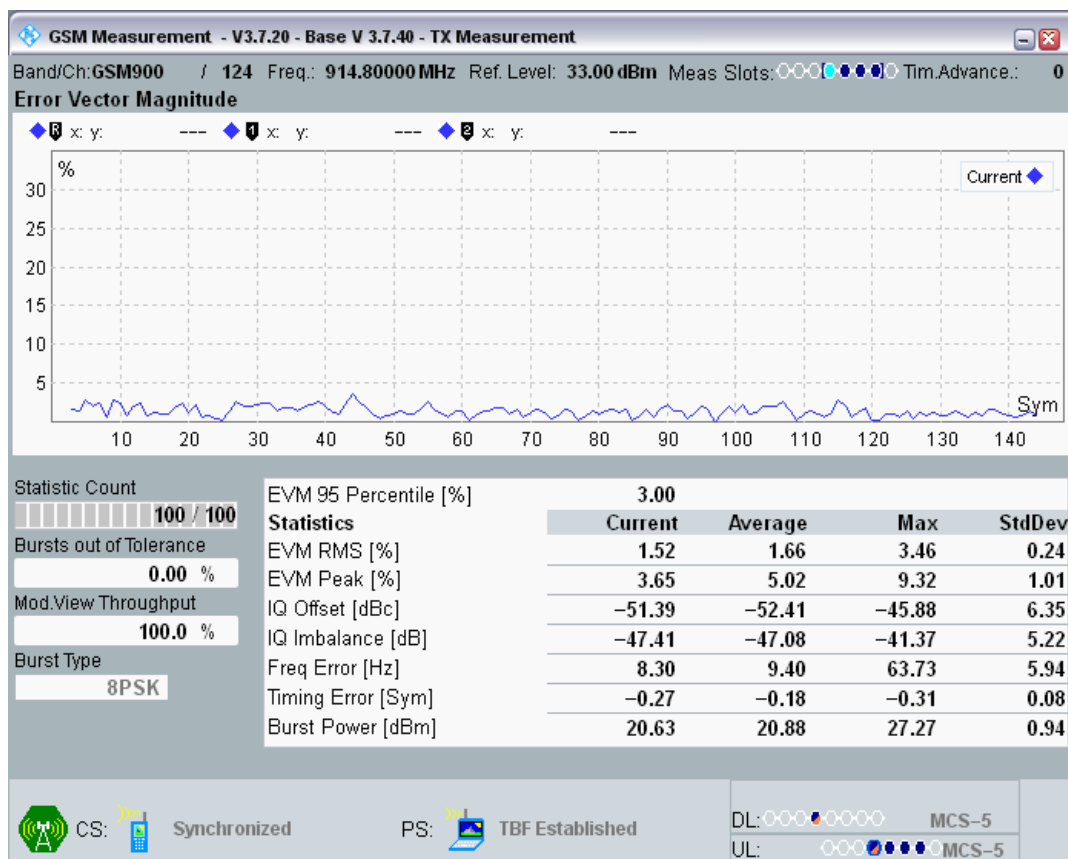 GSM Measurement - V3.7.20 - Base V 3.7.40 - TX Measurement
Band/Ch:GSM900 / 124 Freq.: 914.80000 MHz Ref. Level: 33.00 dBm Meas Slots: Tim.Advance.: 0
Error Vector Magnitude
R x: y: --- 1 x: y: --- 2 x: y: ---
%
Current
30
25
20
15
10
5
Sym
10 20 30 40 50 60 70 80 90 100 110 120 130 140
Statistic Count
100 / 100
Bursts out of Tolerance
0.00 %
Mod.View Throughput
100.0 %
Burst Type
8PSK
EVM 95 Percentile [%] 3.00
Statistics Current Average Max StdDev
EVM RMS [%] 1.52 1.66 3.46 0.24
EVM Peak [%] 3.65 5.02 9.32 1.01
IQ Offset [dBc] −51.39 −52.41 −45.88 6.35
IQ Imbalance [dB] −47.41 −47.08 −41.37 5.22
Freq Error [Hz] 8.30 9.40 63.73 5.94
Timing Error [Sym] −0.27 −0.18 −0.31 0.08
Burst Power [dBm] 20.63 20.88 27.27 0.94
CS: Synchronized PS: TBF Established
DL: MCS−5
UL: MCS−5